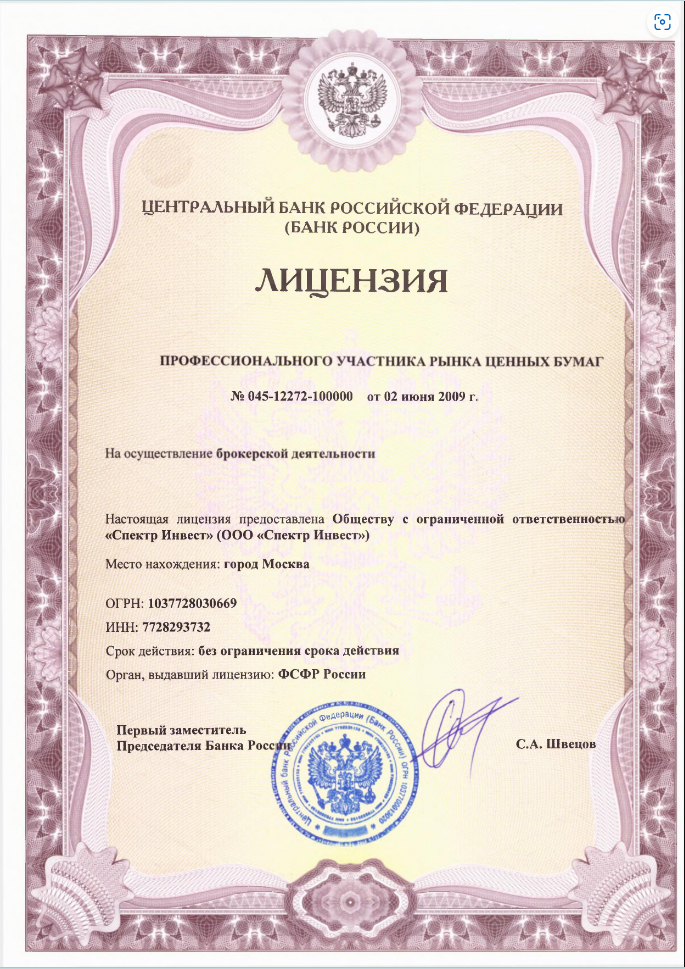 ЦЕНТРАЛЬНЫЙ БАНК РОССИЙСКОЙ ФЕДЕРАЦИИ
(БАНК РОССИИ)
ЛИЦЕНЗИЯ
ПРОФЕССИОНАЛЬНОГО УЧАСТНИКА РЫНКА ЦЕННЫХ БУМАГ
№ 045-12272-100000 от 02 июня 2009 г.
На осуществление брокерской деятельности
Настоящая лицензия предоставлена Обществу с ограниченной ответственностью
«Спектр Инвест» (ООО «Спектр Инвест»)
Место нахождения: город Москва
ОГРН: 1037728030669
ИНН: 7728293732
Срок действия: без ограничения срока действия
Орган, выдавший лицензию: ФСФР России
Первый заместитель
Председателя Банка России
С.А. Швецов
Центральный банк Российской Федерации (Банк России)